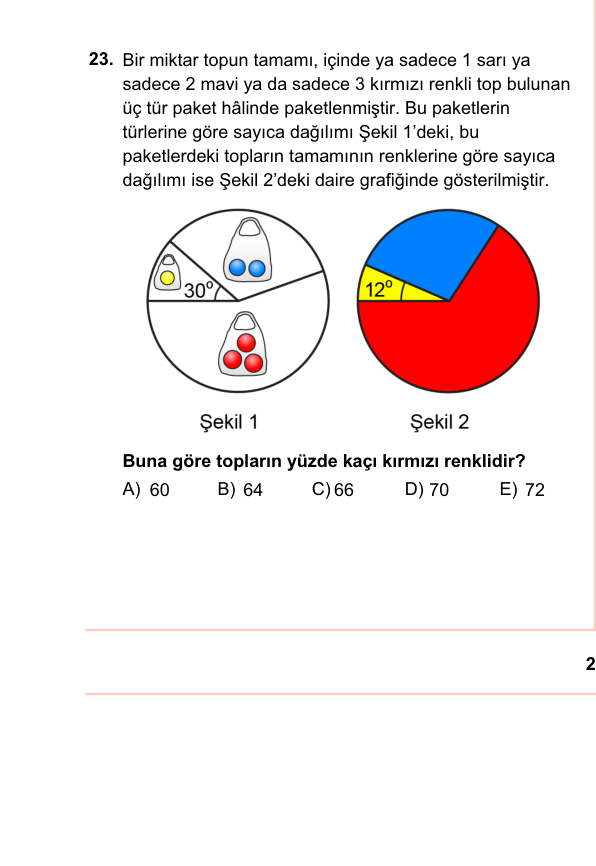 23. Bir miktar topun tamamı, içinde ya sadece 1 sarı ya
sadece 2 mavi ya da sadece 3 kırmızı renkli top bulunan
üç tür paket hâlinde paketlenmiştir. Bu paketlerin
türlerine göre sayıca dağılımı Şekil 1’deki, bu
paketlerdeki topların tamamının renklerine göre sayıca
dağılımı ise Şekil 2’deki daire grafiğinde gösterilmiştir.
30º
12º
Şekil 1
Şekil 2
Buna göre topların yüzde kaçı kırmızı renklidir?
A) 60 B) 64 C) 66 D) 70 E) 72
2